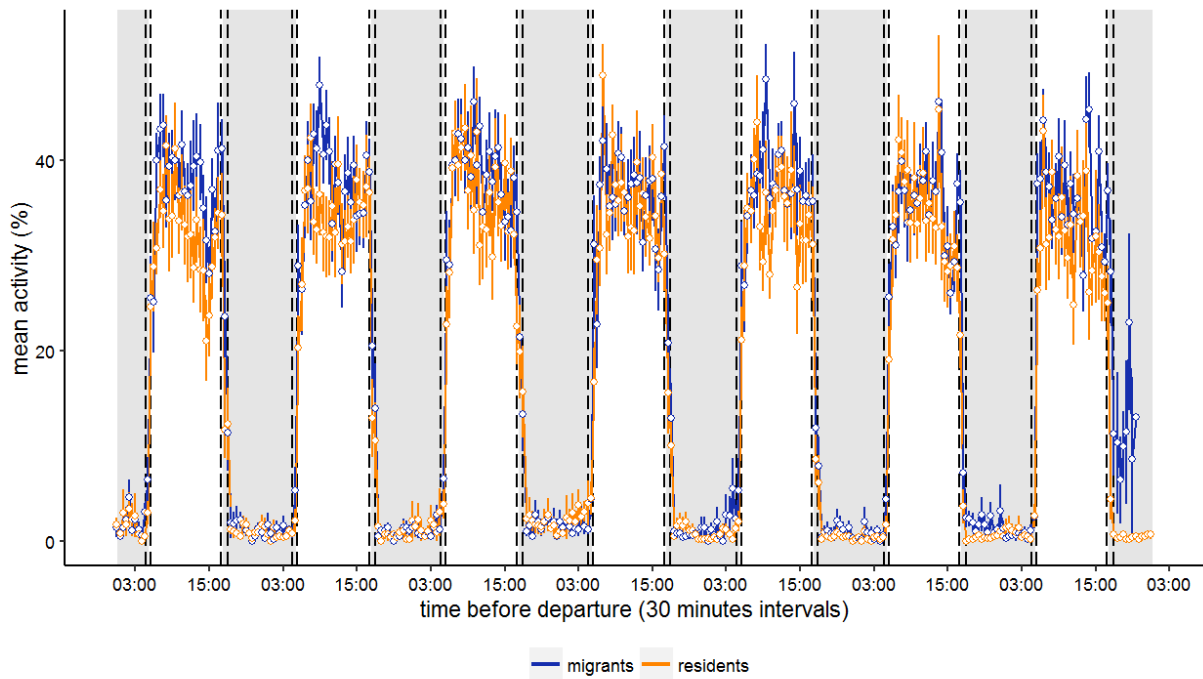 mean activity (%)
40
20
0
03:00 15:00 03:00 15:00 03:00 15:00 03:00 15:00 03:00 15:00 03:00 15:00 03:00 15:00 03:00
time before departure (30 minutes intervals)
migrants residents